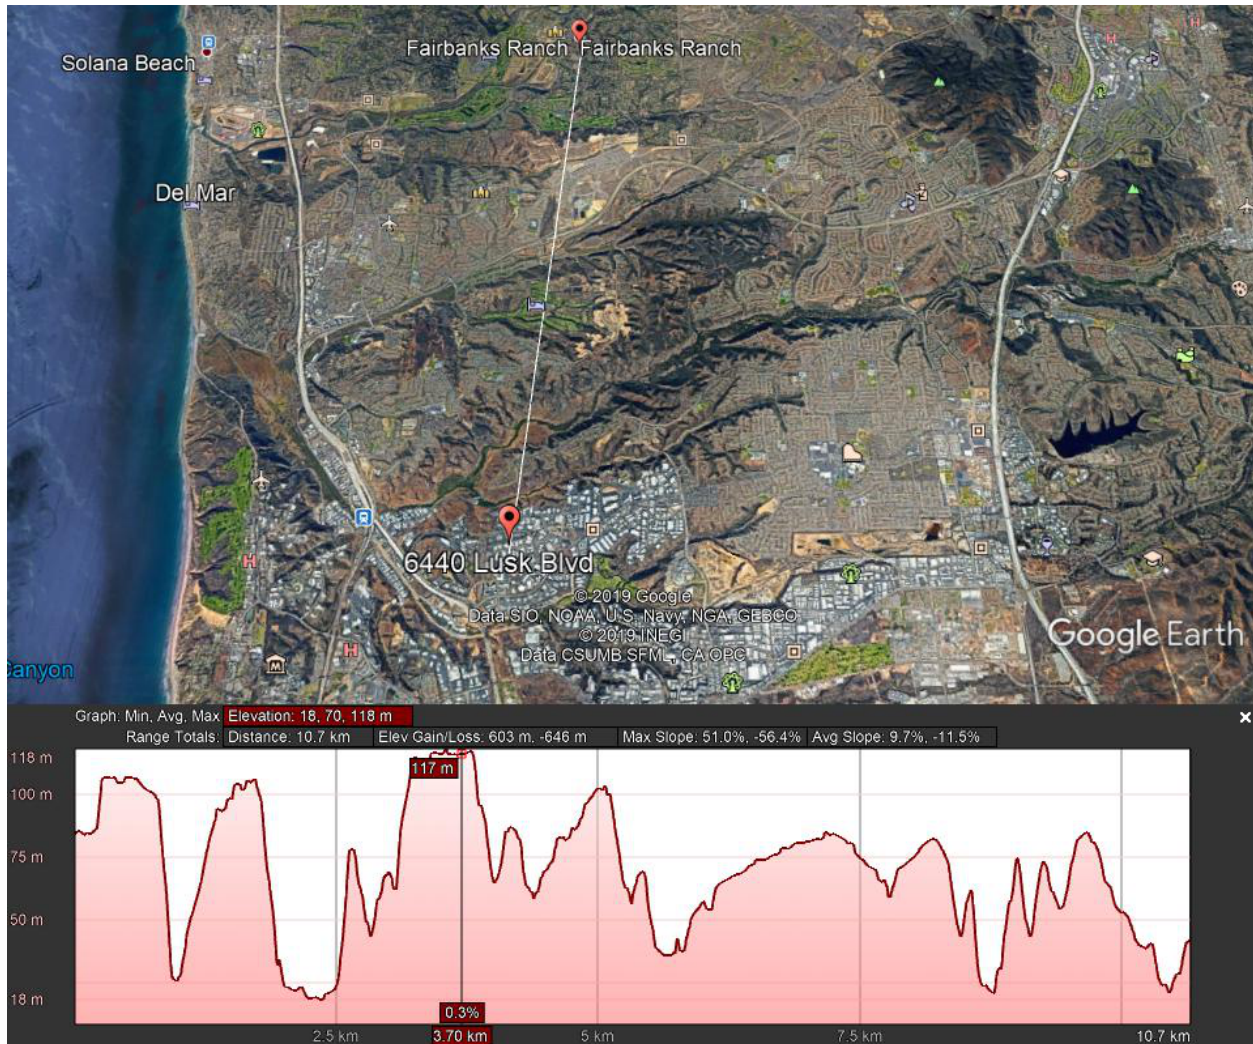 Fairbanks Ranch Fairbanks Ranch
Solana Beach
Del Mar
6440 Lusk Blvd
© 2019 Google
Data SIO, NOAA, U.S. Navy, NGA, GEBCO
© 2019 INEGI
Data CSUMB SFML, CA OPC
Google Earth
anyon
Graph: Min, Avg, Max Elevation: 18, 70, 118 m
Range Totals: Distance: 10.7 km Elev Gain/Loss: 603 m, -646 m Max Slope: 51.0%, -56.4% Avg Slope: 9.7%, -11.5%
118 m
117 m
100 m
75 m
50 m
18 m
0.3%
2.5 km 3.70 km 5 km 7.5 km 10.7 km